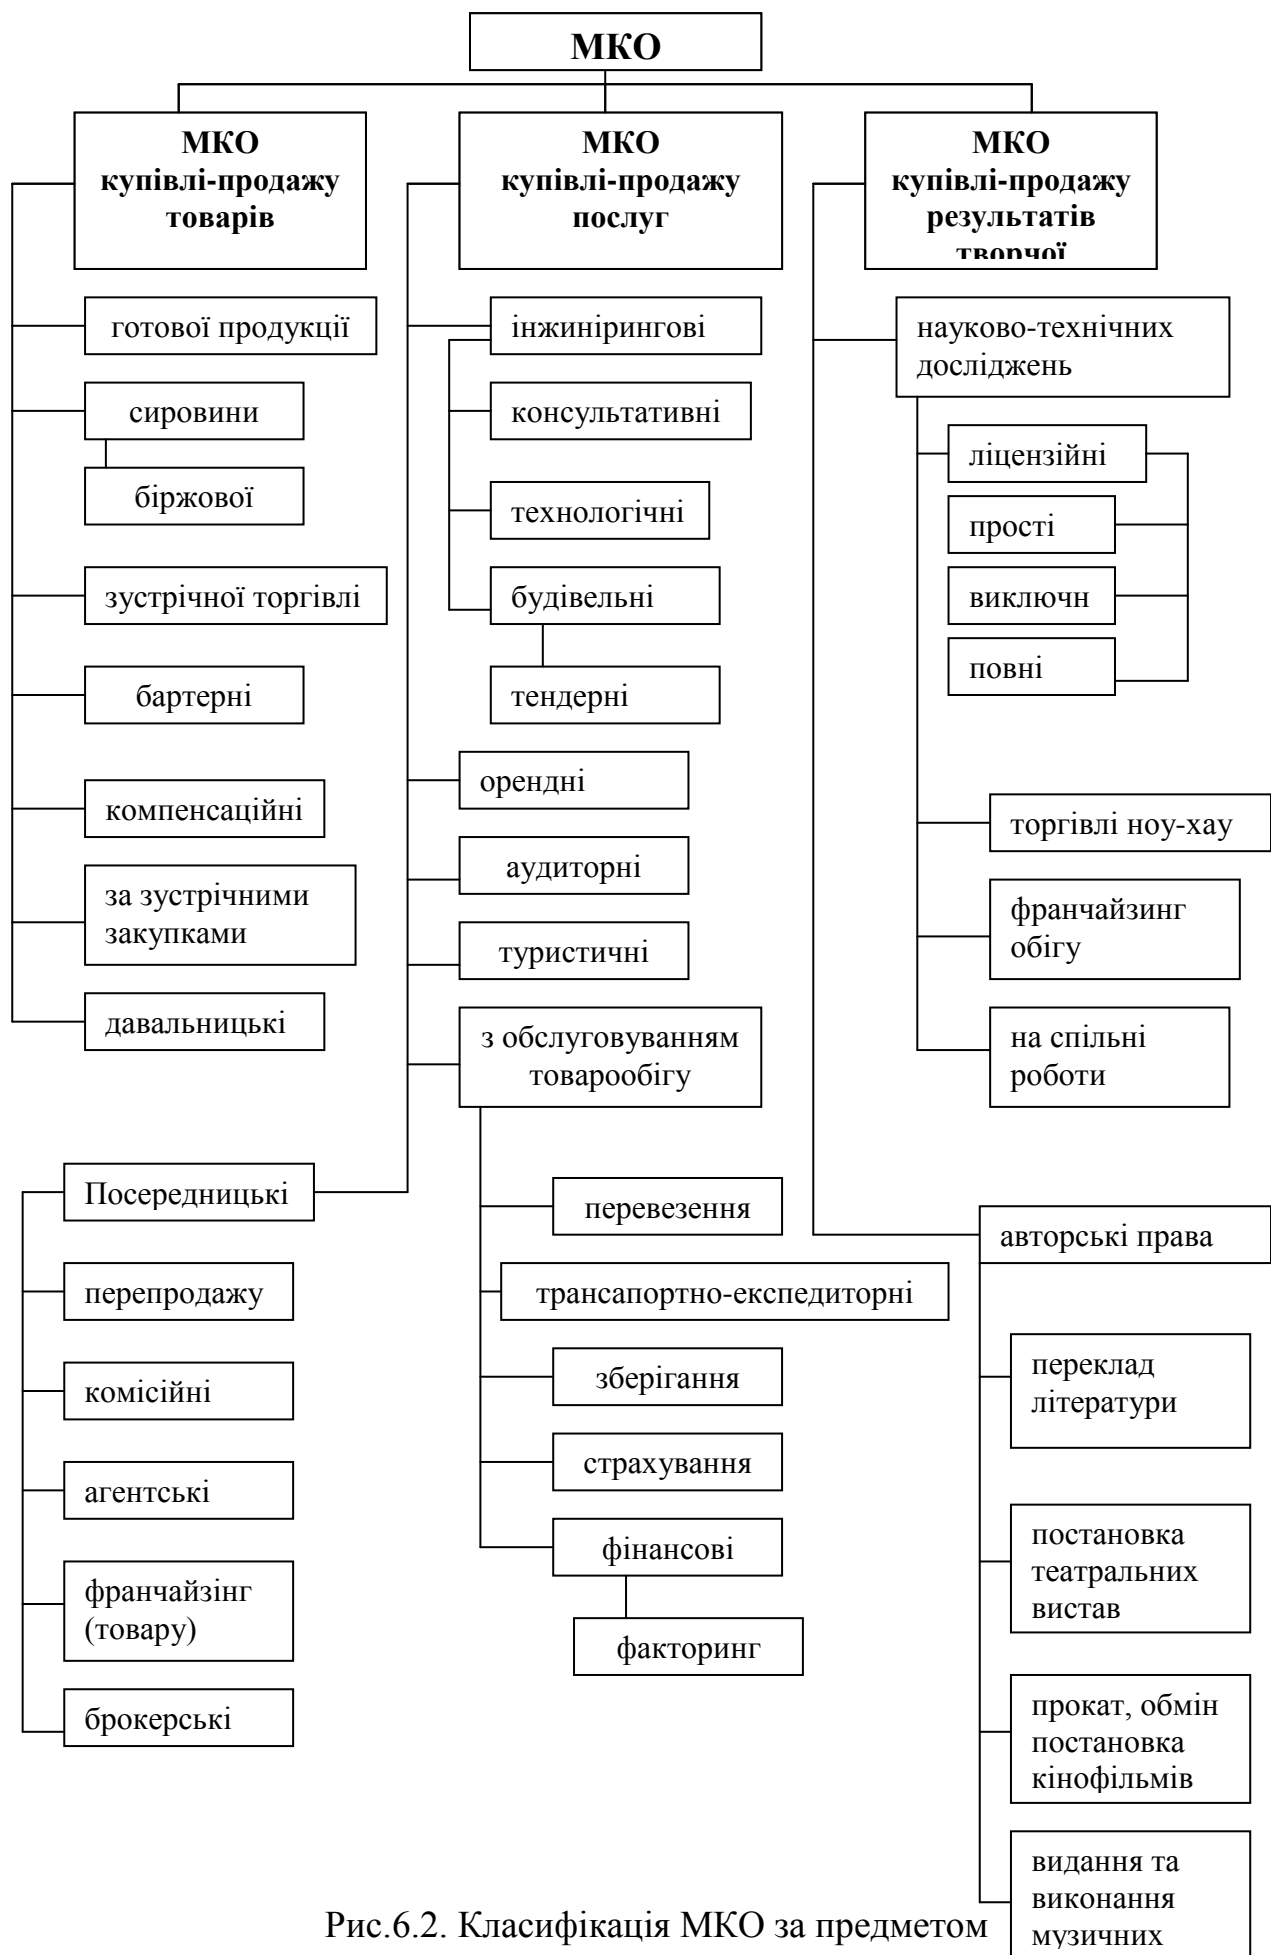 МКО
МКО
купівлі-продажу
товарів
готової продукції
сировини
біржової
зустрічної торгівлі
бартерні
компенсаційні
за зустрічними
закупками
давальницькі
МКО
купівлі-продажу
послуг
інжинірингові
консультативні
технологічні
будівельні
тендерні
орендні
аудиторні
туристичні
з обслуговуванням
товарообігу
перевезення
трансапортно-експедиторні
зберігання
страхування
фінансові
факторинг
Посередницькі
перепродажу
комісійні
агентські
франчайзінг
(товару)
брокерські
МКО
купівлі-продажу
результатів
творчої
науково-технічних
досліджень
ліцензійні
прості
виключн
повні
торгівлі ноу-хау
франчайзинг
обігу
на спільні
роботи
авторські права
переклад
літератури
постановка
театральних
вистав
прокат, обмін
постановка
кінофільмів
видання та
виконання
музичних
Рис.6.2. Класифікація МКО за предметом